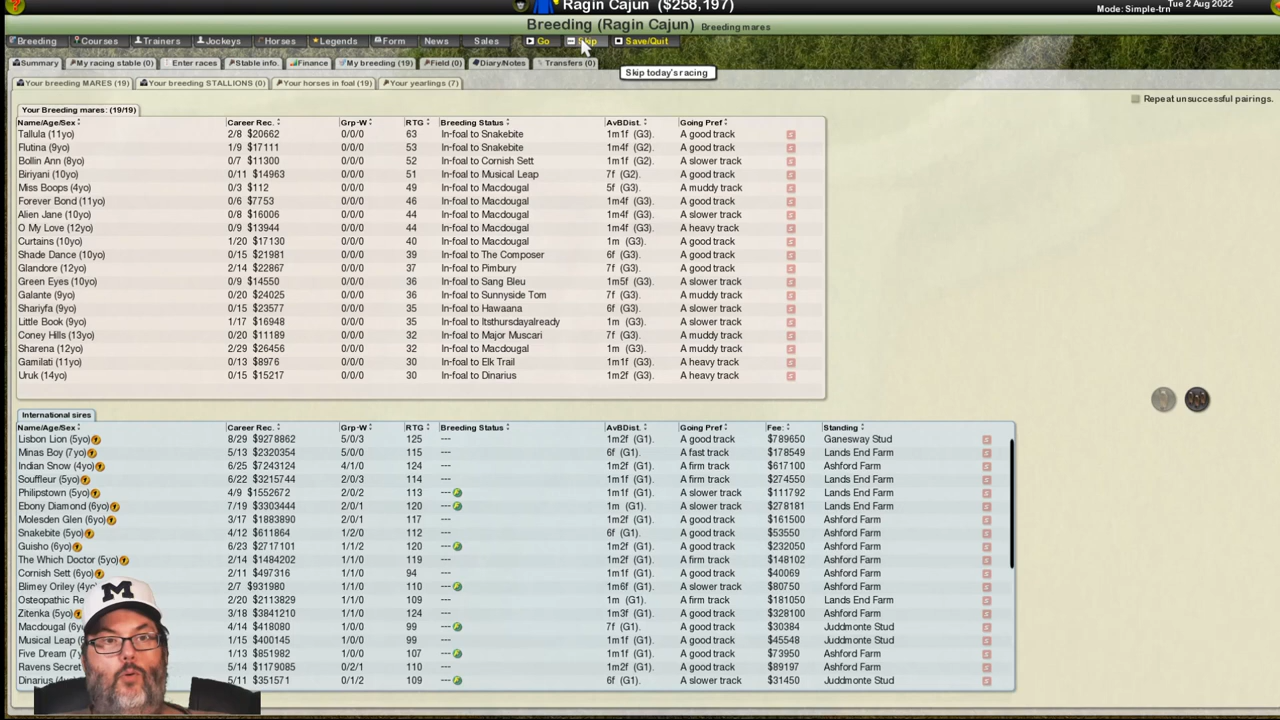 Ragin Cajun ($258,197)
Mode: Simple-trn Tue 2 Aug 2022
Breeding (Ragin Cajun) Breeding mares
Breeding Courses Trainers Jockeys Horses Legends Form News Sales Go Skip Save/Quit
Summary My racing stable (0) Enter races Stable info. Finance My breeding (19) Field (0) Diary/Notes Transfers (0)
Skip today's racing
Your breeding MARES (19) Your breeding STALLIONS (0) Your horses in foal (19) Your yearlings (7)
Repeat unsuccessful pairings.
Your Breeding mares: (19/19)
Name/Age/Sex Career Rec. Grp-W RTG Breeding Status AvBDist. Going Pref
Tallula (11yo) 2/8 $20662 0/0/0 63 In-foal to Snakebite 1m1f (G3). A good track
Flutina (9yo) 1/9 $17111 0/0/0 53 In-foal to Snakebite 1m4f (G2). A good track
Bollin Ann (8yo) 0/7 $11300 0/0/0 52 In-foal to Cornish Sett 1m1f (G2). A slower track
Biriyani (10yo) 0/11 $14963 0/0/0 51 In-foal to Musical Leap 7f (G2). A good track
Miss Boops (4yo) 0/3 $112 0/0/0 49 In-foal to Macdougal 5f (G3). A muddy track
Forever Bond (11yo) 0/6 $7753 0/0/0 46 In-foal to Macdougal 1m4f (G3). A good track
Alien Jane (10yo) 0/8 $16006 0/0/0 44 In-foal to Macdougal 1m4f (G3). A slower track
O My Love (12yo) 0/9 $13944 0/0/0 44 In-foal to Macdougal 1m4f (G3). A heavy track
Curtains (10yo) 1/20 $17130 0/0/0 40 In-foal to Macdougal 1m (G3). A good track
Shade Dance (10yo) 0/15 $21981 0/0/0 39 In-foal to The Composer 6f (G3). A good track
Glandore (12yo) 2/14 $22867 0/0/0 37 In-foal to Pimbury 7f (G3). A good track
Green Eyes (10yo) 0/9 $14550 0/0/0 36 In-foal to Sang Bleu 1m5f (G3). A slower track
Galante (9yo) 0/20 $24025 0/0/0 36 In-foal to Sunnyside Tom 7f (G3). A muddy track
Shariyfa (9yo) 0/15 $23577 0/0/0 35 In-foal to Hawaana 6f (G3). A slower track
Little Book (9yo) 1/17 $16948 0/0/0 35 In-foal to Itsthursdayalready 1m (G3). A slower track
Coney Hills (13yo) 0/20 $11189 0/0/0 32 In-foal to Major Muscari 7f (G3). A muddy track
Sharena (12yo) 2/29 $26456 0/0/0 32 In-foal to Macdougal 1m (G3). A muddy track
Gamilati (11yo) 0/13 $8976 0/0/0 30 In-foal to Elk Trail 1m1f (G3). A heavy track
Uruk (14yo) 0/15 $15217 0/0/0 30 In-foal to Dinarius 1m2f (G3). A heavy track
International sires
Name/Age/Sex Career Rec. Grp-W RTG Breeding Status AvBDist. Going Pref Fee: Standing
Lisbon Lion (5yo) 8/29 $9278862 5/0/3 125 --- 1m2f (G1). A good track $789650 Ganesway Stud
Minas Boy (7yo) 5/13 $2320354 5/0/0 115 --- 6f (G1). A fast track $178549 Lands End Farm
Indian Snow (4yo) 6/25 $7243124 4/1/0 124 --- 1m2f (G1). A firm track $617100 Ashford Farm
Souffleur (5yo) 6/22 $3215744 2/0/3 114 --- 1m1f (G1). A firm track $274550 Lands End Farm
Philipstown (5yo) 4/9 $1552672 2/0/2 113 --- 1m1f (G1). A slower track $111792 Lands End Farm
Ebony Diamond (6yo) 7/19 $3303444 2/0/1 120 --- 1m (G1). A slower track $278181 Lands End Farm
Molesden Glen (6yo) 3/17 $1883890 2/0/1 117 --- 1m2f (G1). A good track $161500 Ashford Farm
Snakebite (5yo) 4/12 $611864 1/2/0 112 --- 6f (G1). A good track $53550 Ashford Farm
Guisho (6yo) 6/23 $2717101 1/1/2 120 --- 1m2f (G1). A good track $232050 Ashford Farm
The Which Doctor (5yo) 2/14 $1484202 1/1/0 119 --- 1m2f (G1). A firm track $148102 Ashford Farm
Cornish Sett (6yo) 2/11 $497316 1/1/0 94 --- 1m1f (G1). A good track $40069 Ashford Farm
Blimey Oriley (4yo) 2/7 $931980 1/1/0 110 --- 1m6f (G1). A slower track $80750 Ashford Farm
Osteopathic Re 2/20 $2113829 1/1/0 109 --- 1m (G1). A firm track $181050 Lands End Farm
Zitenka (5yo) 3/18 $3841210 1/1/0 124 --- 1m3f (G1). A good track $328100 Ashford Farm
Macdougal (6y 4/14 $418080 1/0/0 99 --- 7f (G1). A good track $30384 Juddmonte Stud
Musical Leap ( 1/15 $400145 1/0/0 99 --- 1m1f (G1). A good track $45548 Juddmonte Stud
Five Dream (7y 1/13 $851982 1/0/0 107 --- 1m1f (G1). A good track $73950 Ashford Farm
Ravens Secret 5/14 $1179085 0/2/1 110 --- 1m2f (G1). A good track $89197 Ashford Farm
Dinarius (4y 5/11 $351571 0/1/2 109 --- 6f (G1). A slower track $31450 Juddmonte Stud
M